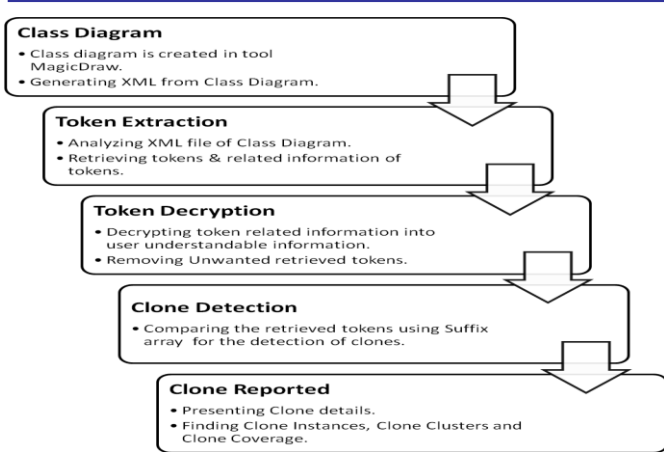 Class Diagram
• Class diagram is created in tool
MagicDraw.
• Generating XML from Class Diagram.
Token Extraction
• Analyzing XML file of Class Diagram.
• Retrieving tokens & related information of
tokens.
Token Decryption
• Decrypting token related information into
user understandable information.
• Removing Unwanted retrieved tokens.
Clone Detection
• Comparing the retrieved tokens using Suffix
array for the detection of clones.
Clone Reported
• Presenting Clone details.
• Finding Clone Instances, Clone Clusters and
Clone Coverage.